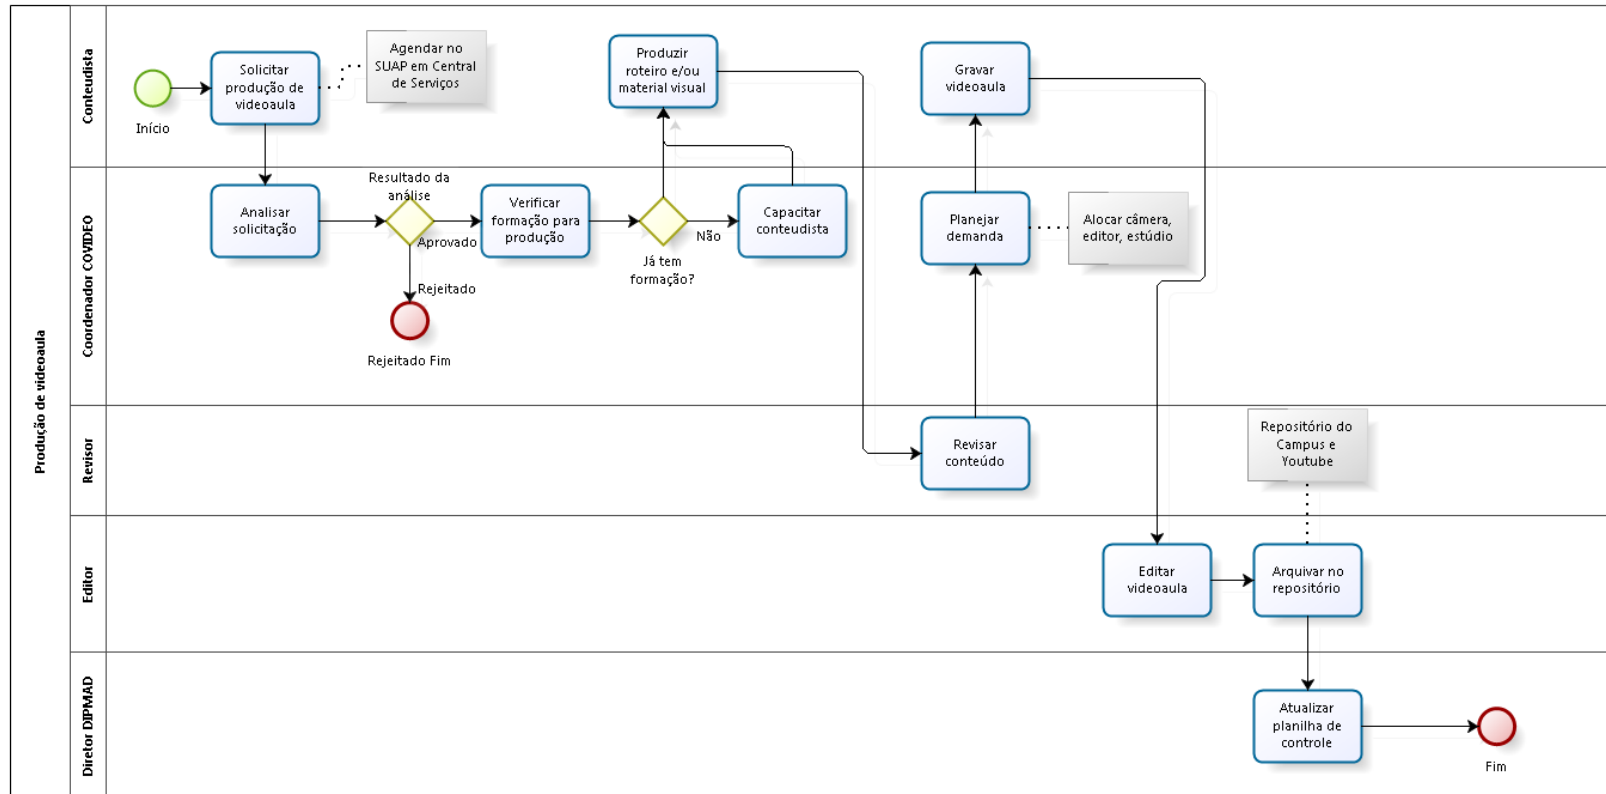 Produção de videoaula
Conteudista
Início
Solicitar
produção de
videoaula
Agendar no
SUAP em Central
de Serviços
Produzir
roteiro e/ou
material visual
Gravar
videoaula
Coordenador COVIDEO
Analisar
solicitação
Resultado da
análise
Aprovado
Rejeitado
Rejeitado Fim
Verificar
formação para
produção
Já tem
formação?
Não
Capacitar
conteudista
Planejar
demanda
Alocar câmera,
editor, estúdio
Revisor
Revisar
conteúdo
Repositório do
Campus e
Youtube
Editor
Editar
videoaula
Arquivar no
repositório
Diretor DIPMAD
Atualizar
planilha de
controle
Fim